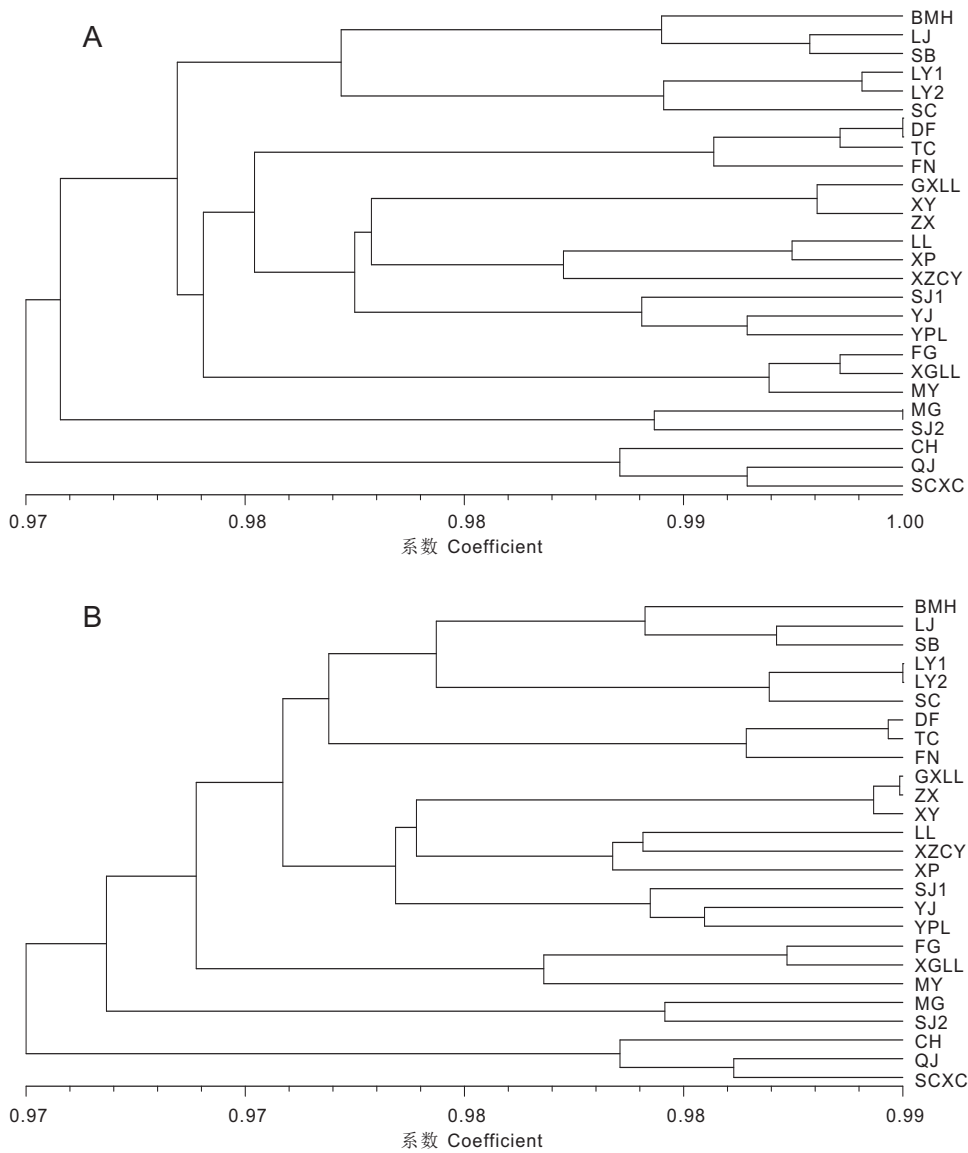 A
BMH
LJ
SB
LY1
LY2
SC
DF
TC
FN
GXLL
XY
ZX
LL
XP
XZCY
SJ1
YJ
YPL
FG
XGLL
MY
MG
SJ2
CH
QJ
SCXC
0.97 0.98 0.98 0.99 1.00
系数 Coefficient
B
BMH
LJ
SB
LY1
LY2
SC
DF
TC
FN
GXLL
ZX
XY
LL
XZCY
XP
SJ1
YJ
YPL
FG
XGLL
MY
MG
SJ2
CH
QJ
SCXC
0.97 0.97 0.98 0.98 0.99
系数 Coefficient